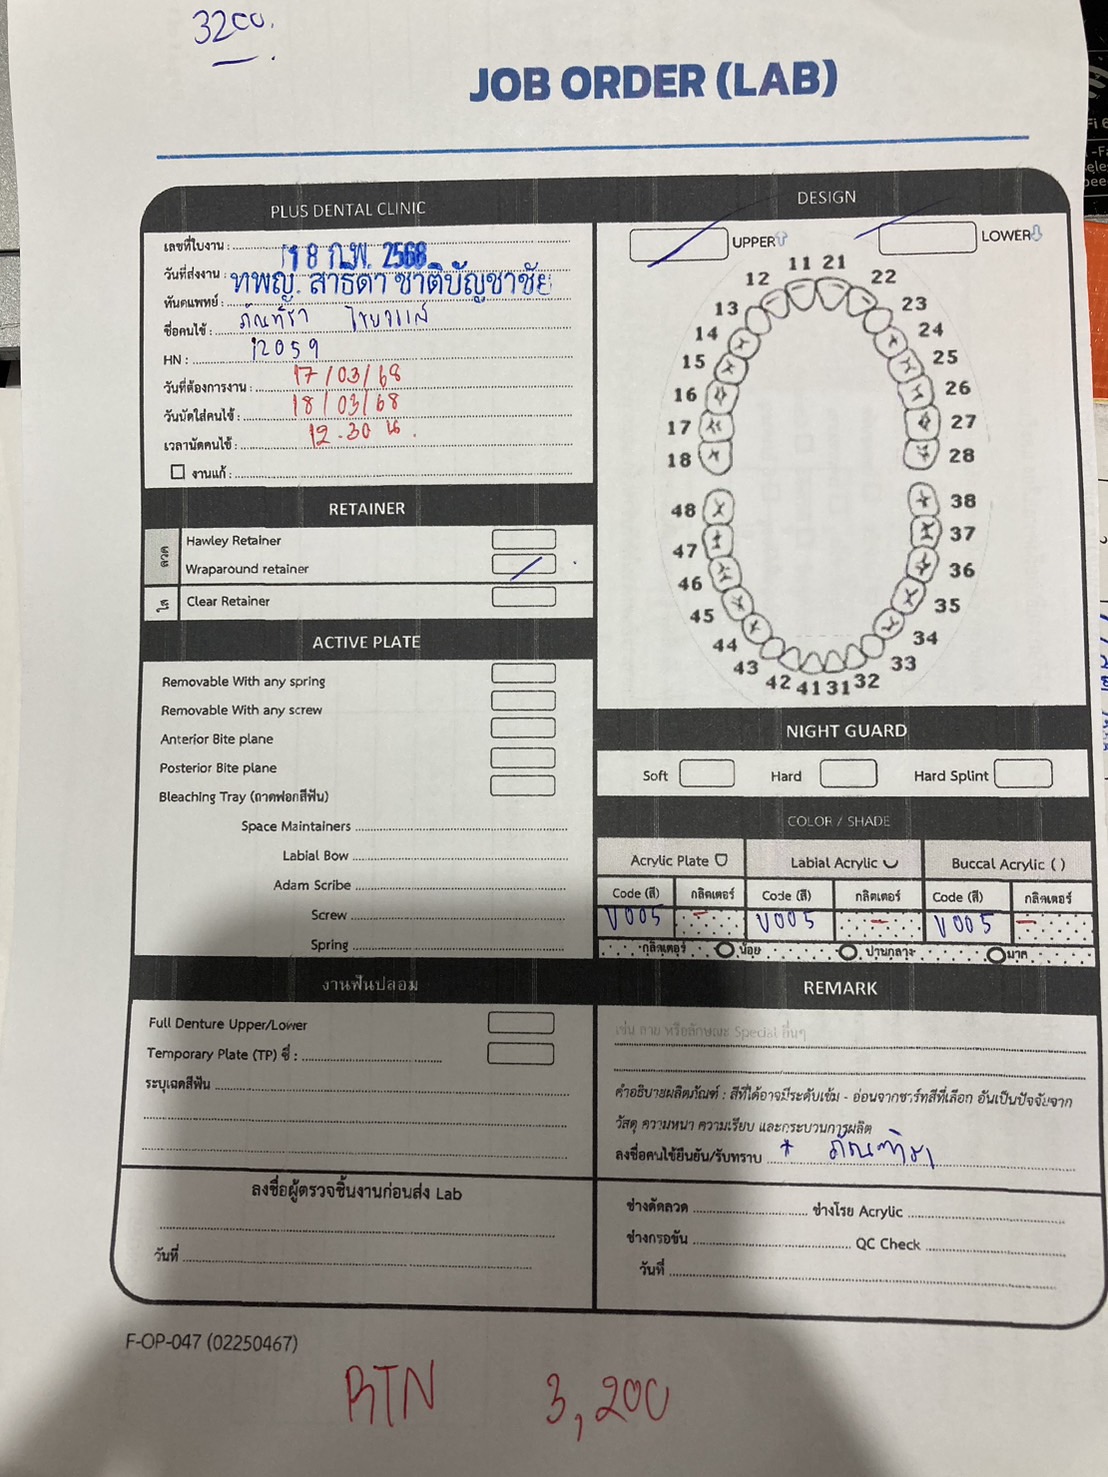 3200.
JOB ORDER (LAB)
PLUS DENTAL CLINIC
เลขที่ใบงาน :
วันที่ส่งงาน : 18 ก.พ. 2568
ทันตแพทย์ : ทพญ. สาธิตา ชาติบัญชาชัย
ชื่อคนไข้ : ภัณฑิรา
HN : 12059
วันที่ต้องการงาน : 17/03/68
วันนัดใส่คนไข้ : 18/03/68
เวลานัดคนไข้ : 12.30 น.
งานแก้ :
DESIGN
UPPER
LOWER
11 21
12 22
13 23
14 24
15 25
16 26
17 27
18 28
48 38
47 37
46 36
45 35
44 34
43 33
42 41 31 32
RETAINER
ลวด
Hawley Retainer
Wraparound retainer
ใส
Clear Retainer
ACTIVE PLATE
Removable With any spring
Removable With any screw
Anterior Bite plane
Posterior Bite plane
Bleaching Tray (ถาดฟอกสีฟัน)
Space Maintainers
Labial Bow
Adam Scribe
Screw
Spring
NIGHT GUARD
Soft Hard Hard Splint
COLOR / SHADE
Acrylic Plate Labial Acrylic Buccal Acrylic ( )
Code (สี) กลิตเตอร์ Code (สี) กลิตเตอร์ Code (สี) กลิตเตอร์
V005 - V005 - V005 -
กลิตเตอร์ น้อย ปานกลาง มาก
งานฟันปลอม
Full Denture Upper/Lower
Temporary Plate (TP) ซี่ :
ระบุเฉดสีฟัน
REMARK
เช่น ลาย หรือลักษณะ Special อื่นๆ
คำอธิบายผลิตภัณฑ์ : สีที่ได้อาจมีระดับเข้ม - อ่อนจากชาร์ทสีที่เลือก อันเป็นปัจจัยจาก
วัสดุ ความหนา ความเรียบ และกระบวนการผลิต
ลงชื่อคนไข้ยืนยัน/รับทราบ * ภัณฑิรา
ลงชื่อผู้ตรวจชิ้นงานก่อนส่ง Lab
วันที่
ช่างดัดลวด ช่างโรย Acrylic
ช่างกรอขัน QC Check
วันที่
F-OP-047 (02250467)
RTN 3,200